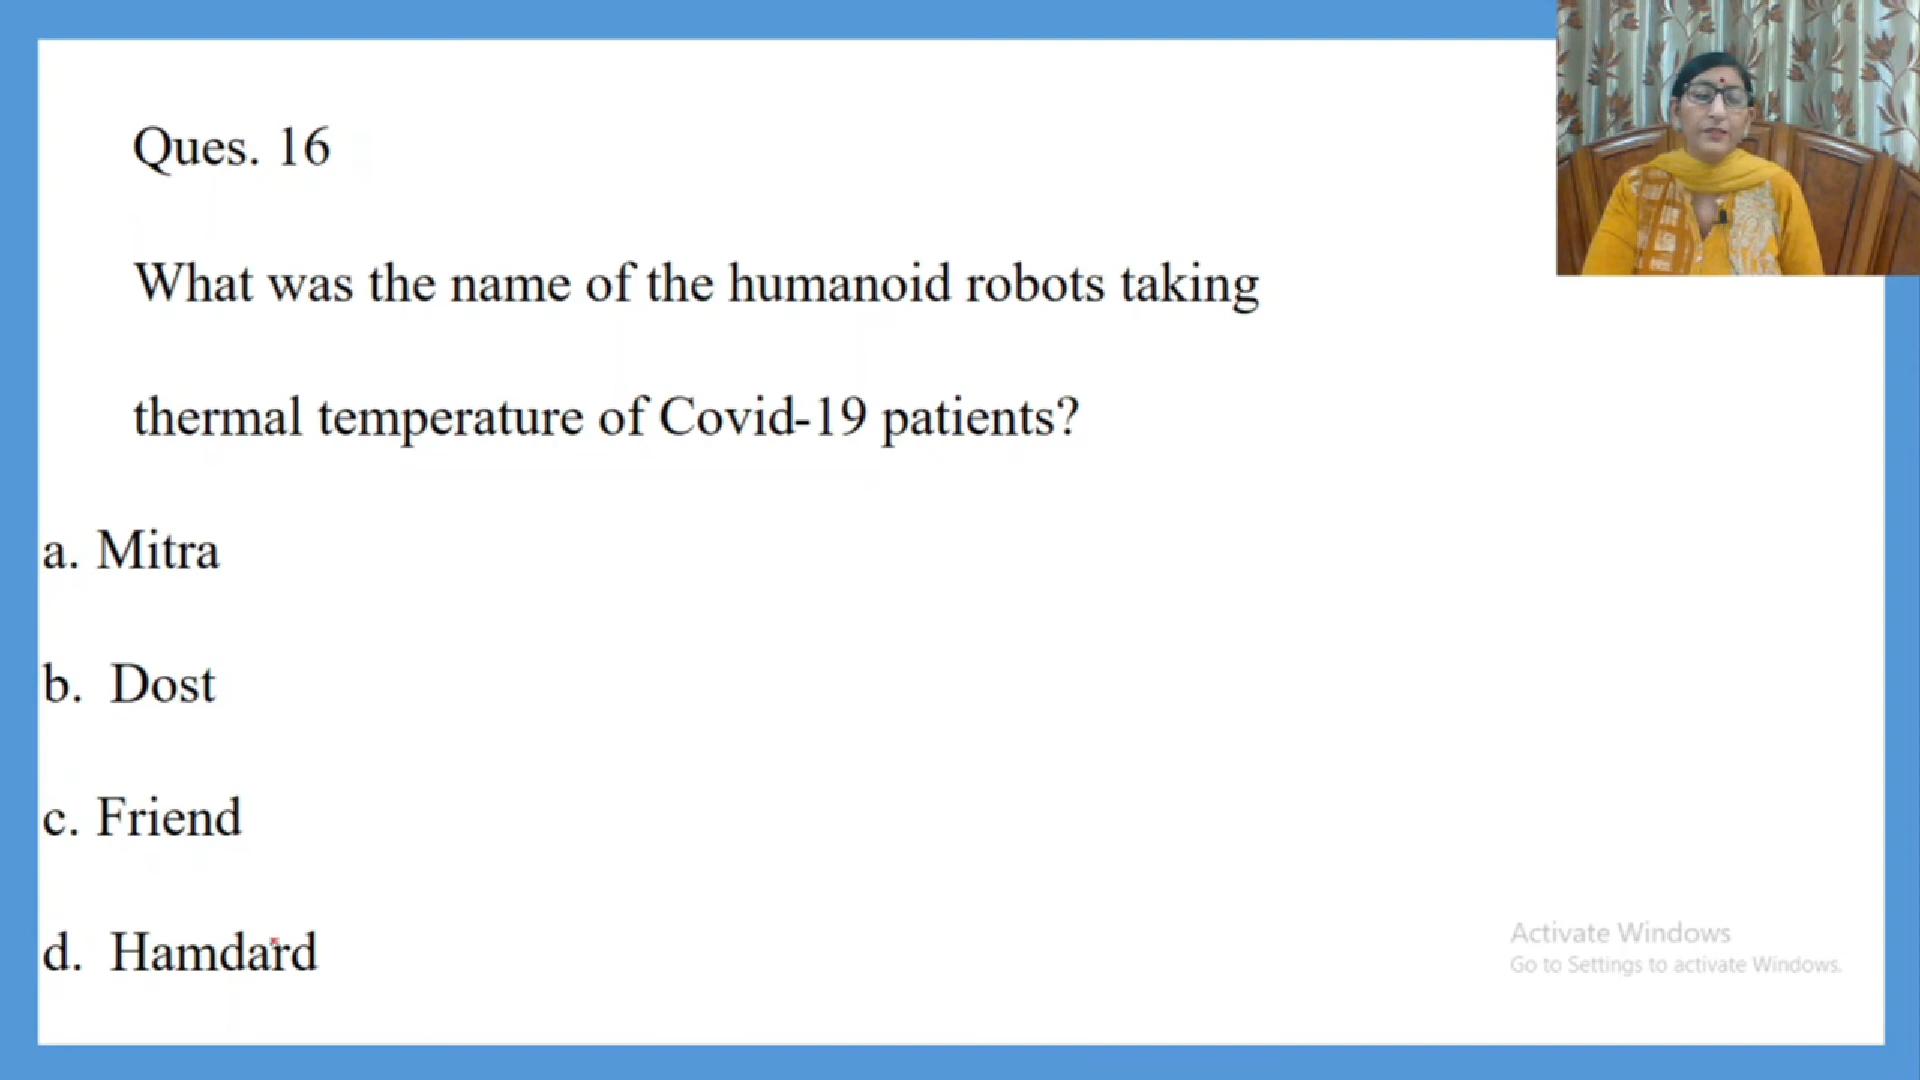 Ques. 16
What was the name of the humanoid robots taking
thermal temperature of Covid-19 patients?
a. Mitra
b. Dost
c. Friend
d. Hamdard
Activate Windows
Go to Settings to activate Windows.